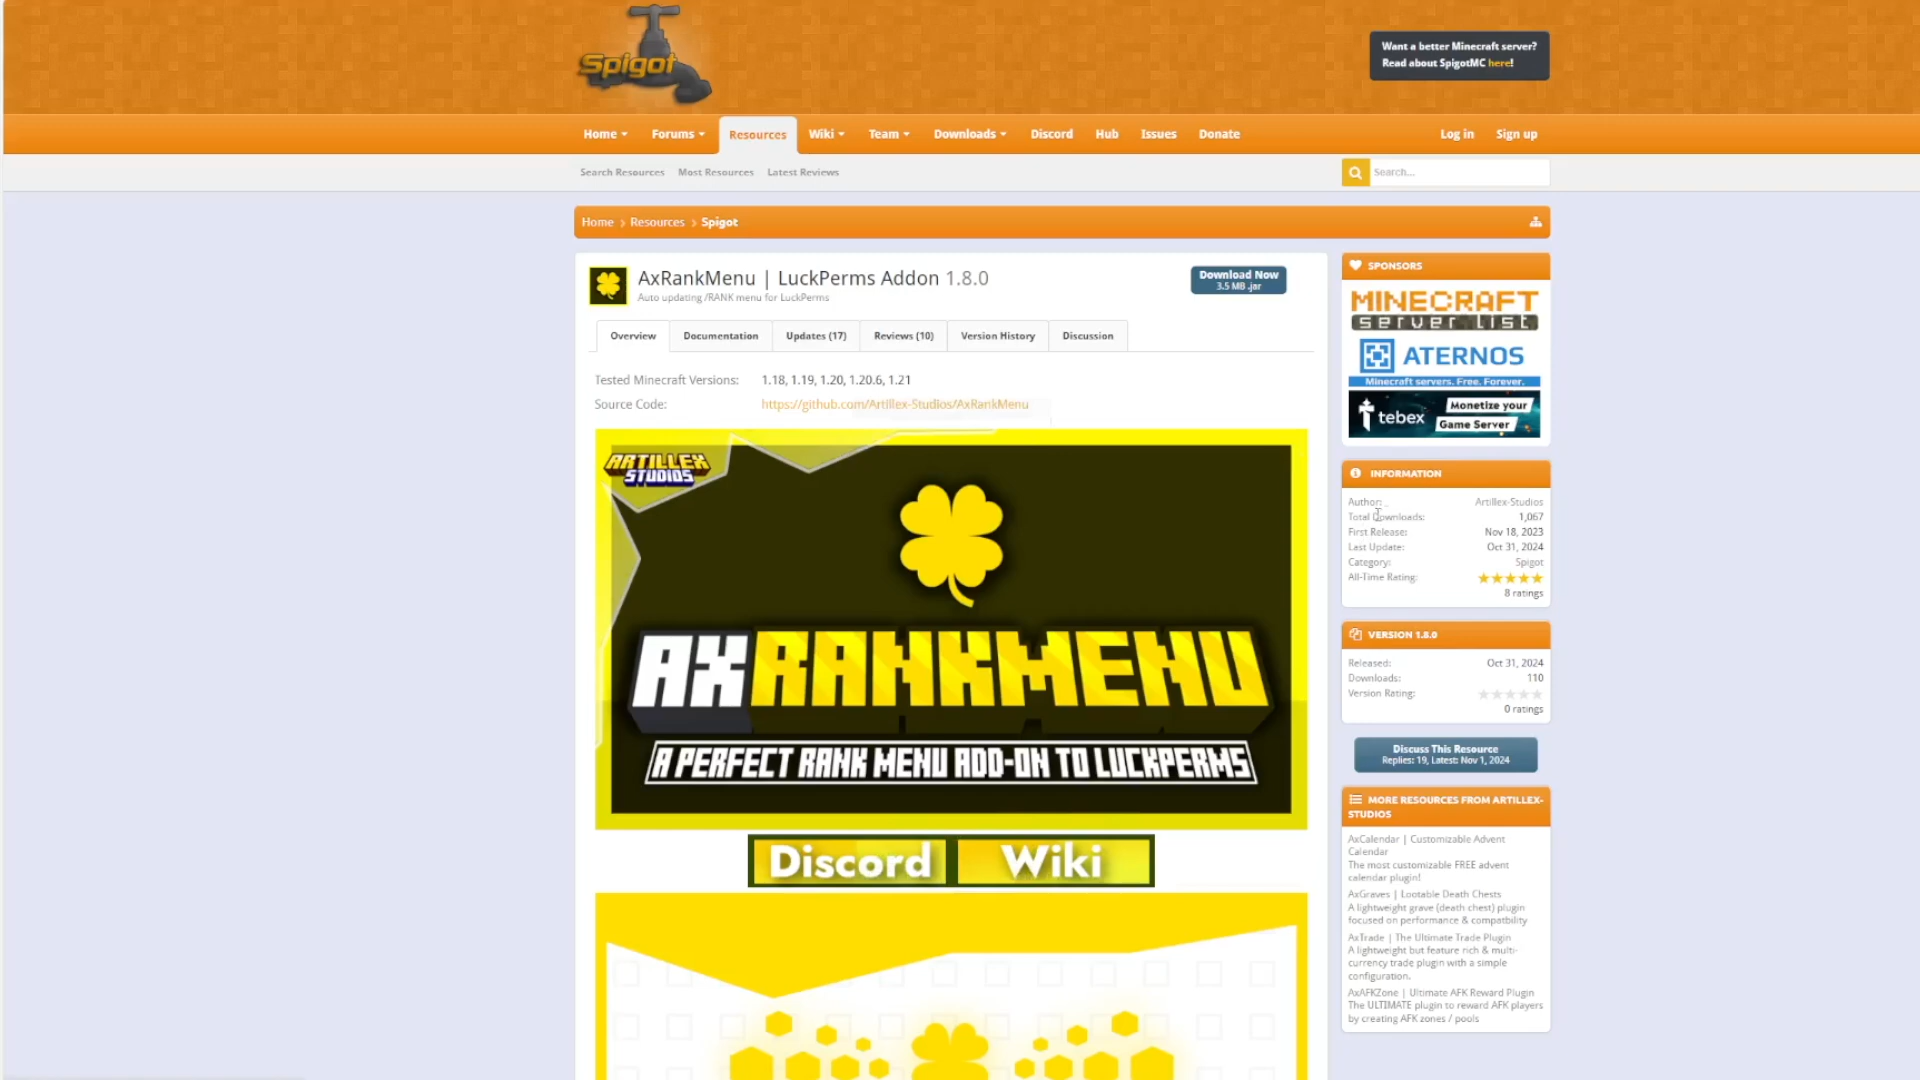 Spigot
Want a better Minecraft server?
Read about SpigotMC here!
Home Forums Resources Wiki Team Downloads Discord Hub Issues Donate Log in Sign up
Search Resources Most Resources Latest Reviews Search...
Home Resources Spigot
AxRankMenu | LuckPerms Addon 1.8.0
Auto updating /RANK menu for LuckPerms
Download Now
3.5 MB .jar
Overview Documentation Updates (17) Reviews (10) Version History Discussion
Tested Minecraft Versions: 1.18, 1.19, 1.20, 1.20.6, 1.21
Source Code: https://github.com/Artillex-Studios/AxRankMenu
ARTILLEX
STUDIOS
AXRANKMENU
A PERFECT RANK MENU ADD-ON TO LUCKPERMS
Discord Wiki
SPONSORS
MINECRAFT
server list
ATERNOS
Minecraft servers. Free. Forever.
tebex Monetize your
Game Server
INFORMATION
Author: Artillex-Studios
Total Downloads: 1,067
First Release: Nov 18, 2023
Last Update: Oct 31, 2024
Category: Spigot
All-Time Rating:
8 ratings
VERSION 1.8.0
Released: Oct 31, 2024
Downloads: 110
Version Rating:
0 ratings
Discuss This Resource
Replies: 19, Latest: Nov 1, 2024
MORE RESOURCES FROM ARTILLEX-
STUDIOS
AxCalendar | Customizable Advent
Calendar
The most customizable FREE advent
calendar plugin!
AxGraves | Lootable Death Chests
A lightweight grave (death chest) plugin
focused on performance & compatbility
AxTrade | The Ultimate Trade Plugin
A lightweight but feature rich & multi-
currency trade plugin with a simple
configuration.
AxAFKZone | Ultimate AFK Reward Plugin
The ULTIMATE plugin to reward AFK players
by creating AFK zones / pools